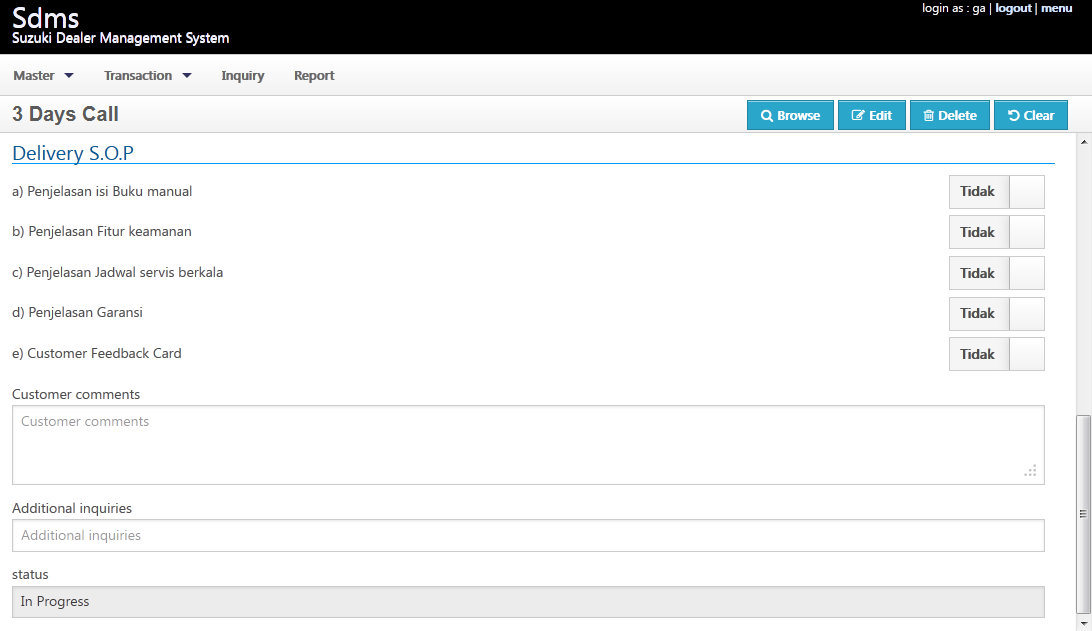 Sdms
Suzuki Dealer Management System
login as : ga | logout | menu
Master
Transaction
Inquiry
Report
3 Days Call
Browse
Edit
Delete
Clear
Delivery S.O.P
a) Penjelasan isi Buku manual
Tidak
b) Penjelasan Fitur keamanan
Tidak
c) Penjelasan Jadwal servis berkala
Tidak
d) Penjelasan Garansi
Tidak
e) Customer Feedback Card
Tidak
Customer comments
Customer comments
Additional inquiries
Additional inquiries
status
In Progress